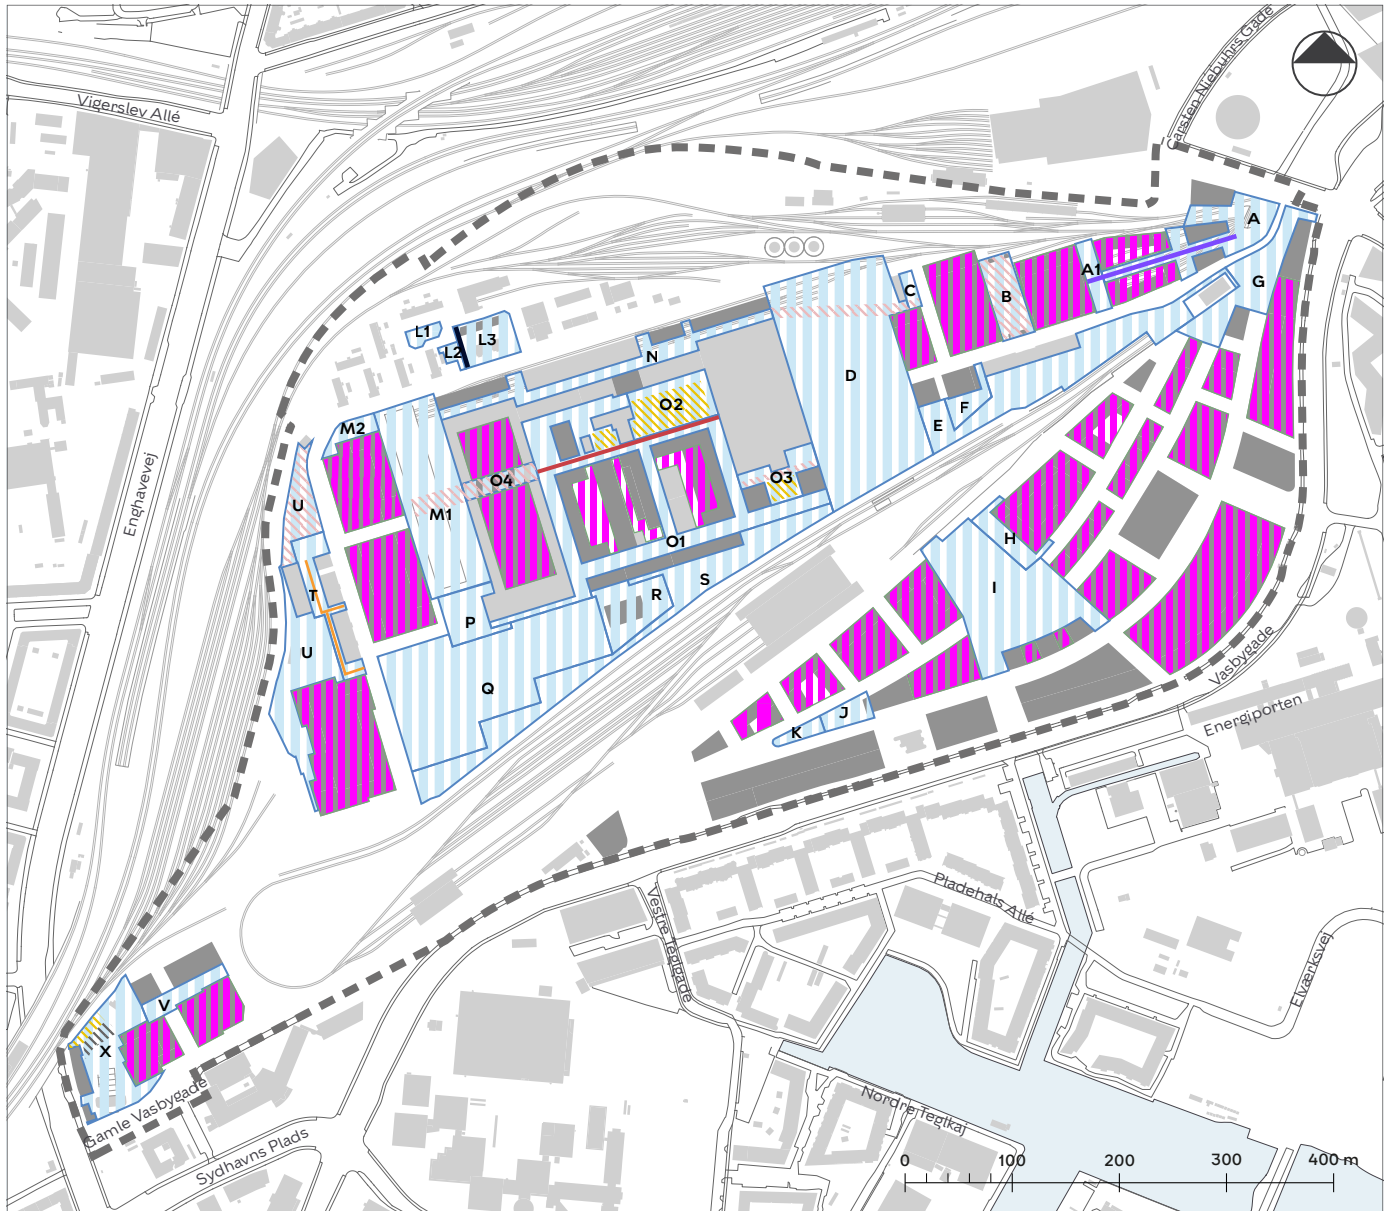 Carsten Niebuhrs Gade
Vigerslev Allé
A
A1
G
C
B
L1
L2
L3
N
D
O2
M2
E
F
O3
O4
U
M1
Enghavevej
O1
H
S
I
T
R
P
U
Q
J
K
Vasbygade
Energiporten
Pladehals Allé
Vestre Teglgade
Elværksvej
V
X
Gamle Vasbygade
Nordre Teglkaj
Sydhavns Plads
0 100 200 300 400 m